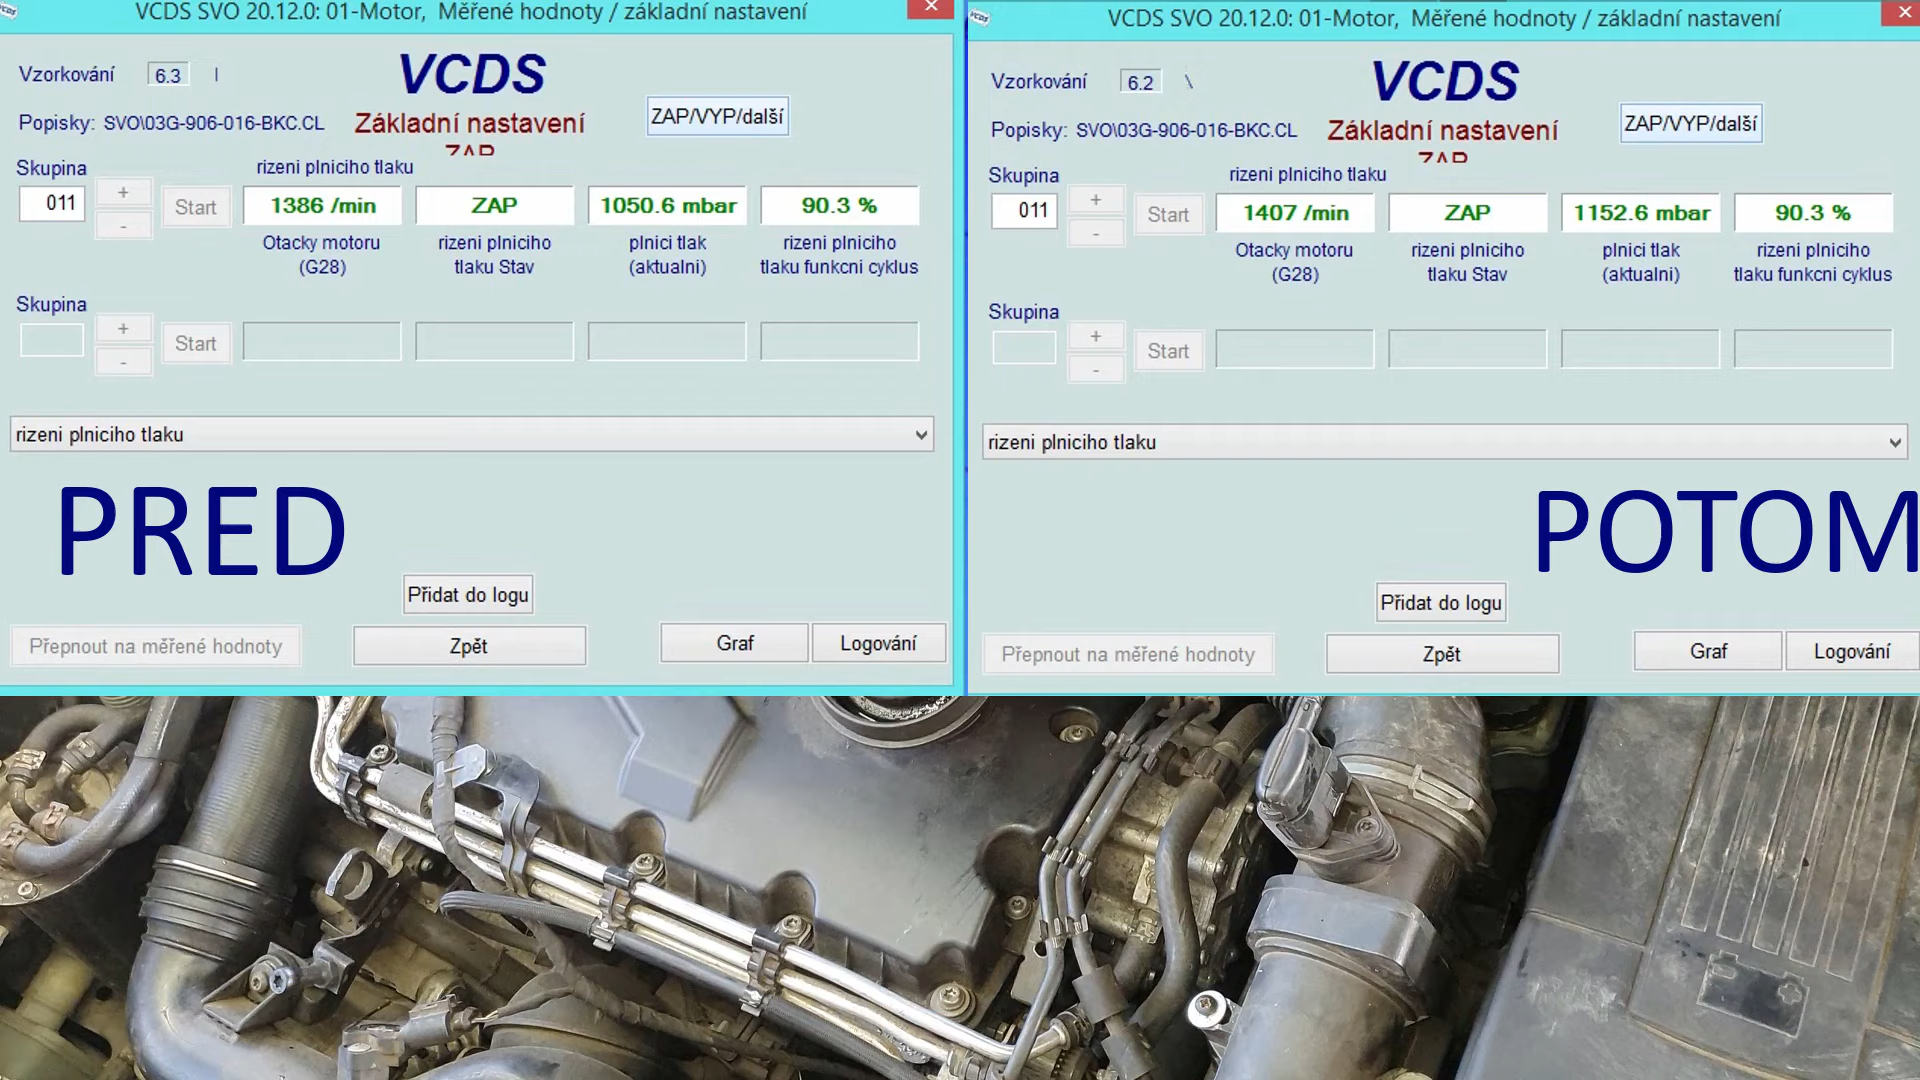 VCDS SVO 20.12.0: 01-Motor, Měřené hodnoty / základní nastavení
Vzorkování 6.3 l
VCDS
ZAP/VYP/další
Popisky: SVO\03G-906-016-BKC.CL
Základní nastavení
ZAP
Skupina
rizeni plniciho tlaku
011
+
-
Start
1386 /min
ZAP
1050.6 mbar
90.3 %
Otacky motoru
(G28)
rizeni plniciho
tlaku Stav
plnici tlak
(aktualni)
rizeni plniciho
tlaku funkcni cyklus
Skupina
+
-
Start
rizeni plniciho tlaku
PRED
Přidat do logu
Přepnout na měřené hodnoty
Zpět
Graf
Logování
VCDS SVO 20.12.0: 01-Motor, Měřené hodnoty / základní nastavení
Vzorkování 6.2 \
VCDS
ZAP/VYP/další
Popisky: SVO\03G-906-016-BKC.CL
Základní nastavení
ZAP
Skupina
rizeni plniciho tlaku
011
+
-
Start
1407 /min
ZAP
1152.6 mbar
90.3 %
Otacky motoru
(G28)
rizeni plniciho
tlaku Stav
plnici tlak
(aktualni)
rizeni plniciho
tlaku funkcni cyklus
Skupina
+
-
Start
rizeni plniciho tlaku
POTOM
Přidat do logu
Přepnout na měřené hodnoty
Zpět
Graf
Logování